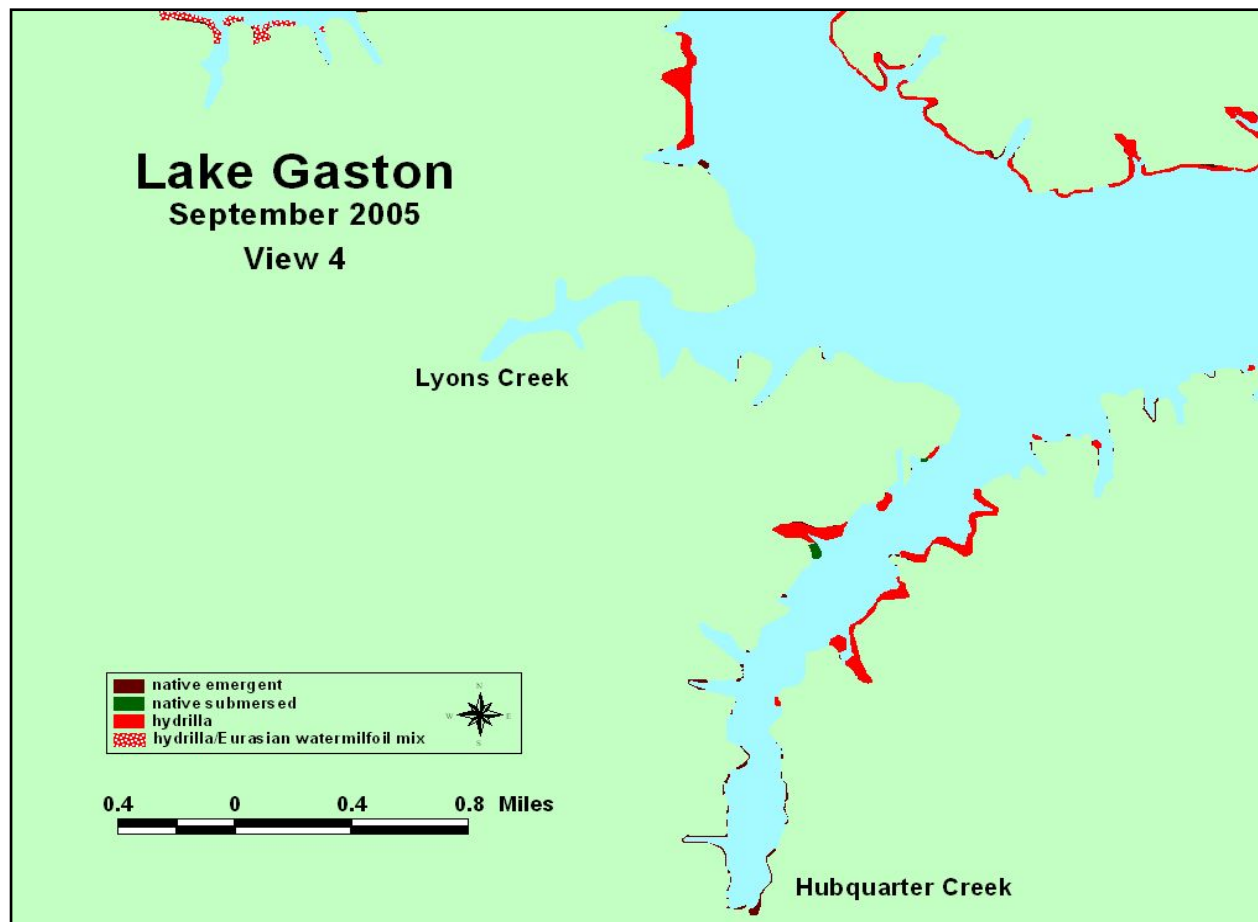 Lake Gaston
September 2005
View 4
Lyons Creek
native emergent
native submersed
hydrilla
hydrilla/Eurasian watermilfoil mix
N
W E
S
0.4 0 0.4 0.8 Miles
Hubquarter Creek